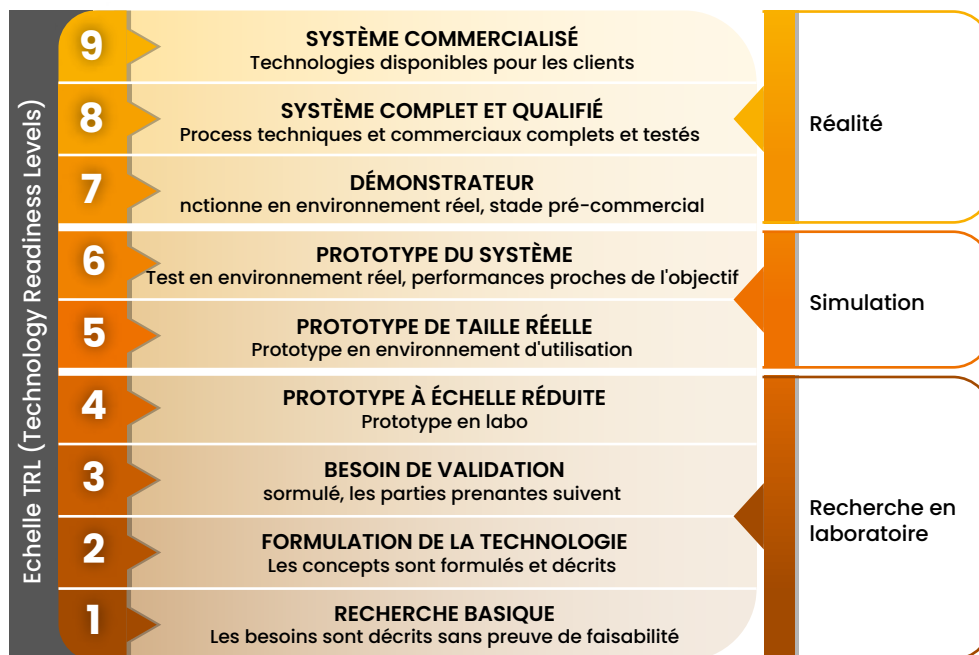 Echelle TRL (Technology Readiness Levels)
9
SYSTÈME COMMERCIALISÉ
Technologies disponibles pour les clients
8
SYSTÈME COMPLET ET QUALIFIÉ
Process techniques et commerciaux complets et testés
7
DÉMONSTRATEUR
nctionne en environnement réel, stade pré-commercial
Réalité
6
PROTOTYPE DU SYSTÈME
Test en environnement réel, performances proches de l'objectif
5
PROTOTYPE DE TAILLE RÉELLE
Prototype en environnement d'utilisation
Simulation
4
PROTOTYPE À ÉCHELLE RÉDUITE
Prototype en labo
3
BESOIN DE VALIDATION
sormulé, les parties prenantes suivent
2
FORMULATION DE LA TECHNOLOGIE
Les concepts sont formulés et décrits
1
RECHERCHE BASIQUE
Les besoins sont décrits sans preuve de faisabilité
Recherche en
laboratoire